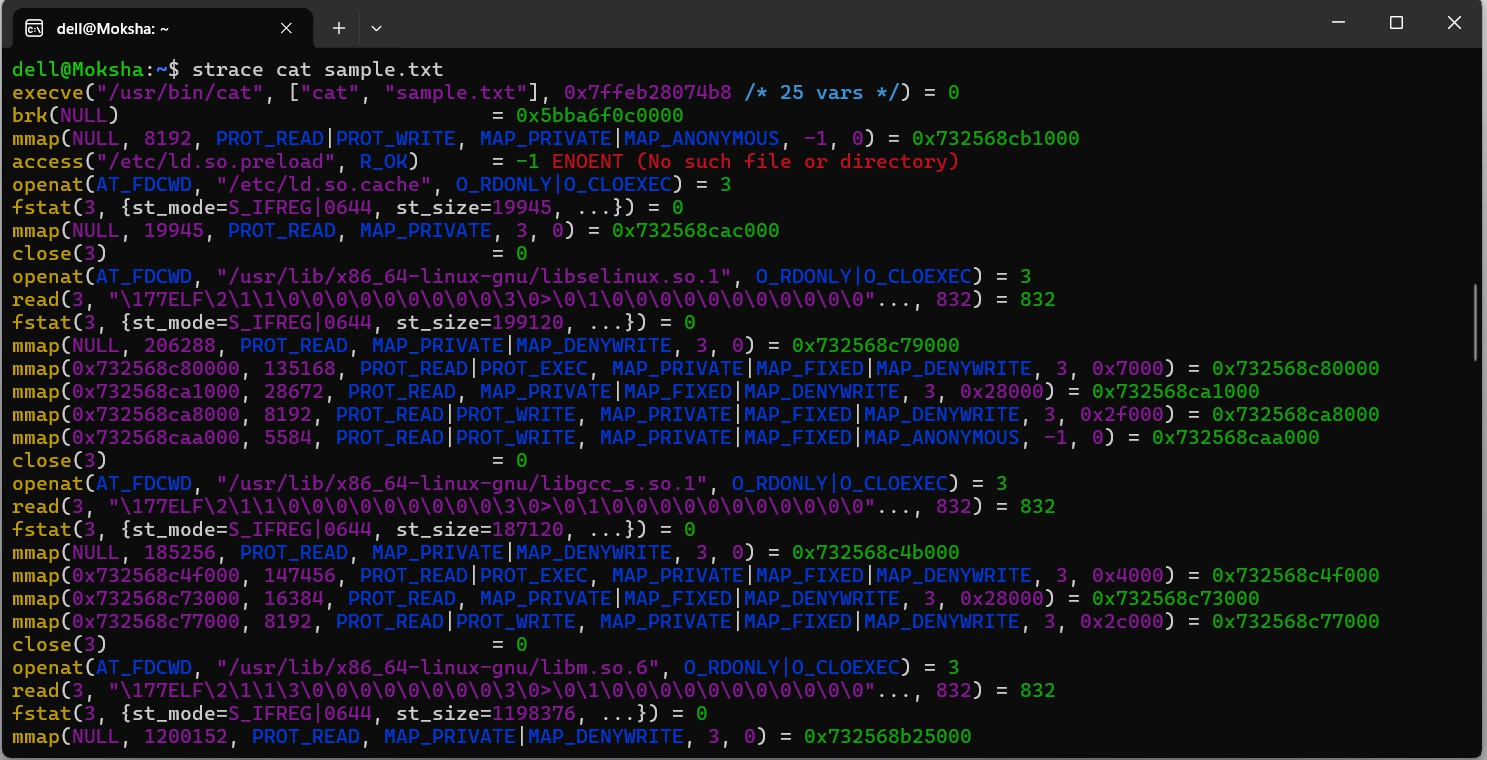 dell@Moksha: ~
dell@Moksha:~$ strace cat sample.txt
execve("/usr/bin/cat", ["cat", "sample.txt"], 0x7ffeb28074b8 /* 25 vars */) = 0
brk(NULL)                               = 0x5bba6f0c0000
mmap(NULL, 8192, PROT_READ|PROT_WRITE, MAP_PRIVATE|MAP_ANONYMOUS, -1, 0) = 0x732568cb1000
access("/etc/ld.so.preload", R_OK)      = -1 ENOENT (No such file or directory)
openat(AT_FDCWD, "/etc/ld.so.cache", O_RDONLY|O_CLOEXEC) = 3
fstat(3, {st_mode=S_IFREG|0644, st_size=19945, ...}) = 0
mmap(NULL, 19945, PROT_READ, MAP_PRIVATE, 3, 0) = 0x732568cac000
close(3)                                = 0
openat(AT_FDCWD, "/usr/lib/x86_64-linux-gnu/libselinux.so.1", O_RDONLY|O_CLOEXEC) = 3
read(3, "\177ELF\2\1\1\0\0\0\0\0\0\0\0\0\3\0>\0\1\0\0\0\0\0\0\0\0\0\0\0"..., 832) = 832
fstat(3, {st_mode=S_IFREG|0644, st_size=199120, ...}) = 0
mmap(NULL, 206288, PROT_READ, MAP_PRIVATE|MAP_DENYWRITE, 3, 0) = 0x732568c79000
mmap(0x732568c80000, 135168, PROT_READ|PROT_EXEC, MAP_PRIVATE|MAP_FIXED|MAP_DENYWRITE, 3, 0x7000) = 0x732568c80000
mmap(0x732568ca1000, 28672, PROT_READ, MAP_PRIVATE|MAP_FIXED|MAP_DENYWRITE, 3, 0x28000) = 0x732568ca1000
mmap(0x732568ca8000, 8192, PROT_READ|PROT_WRITE, MAP_PRIVATE|MAP_FIXED|MAP_DENYWRITE, 3, 0x2f000) = 0x732568ca8000
mmap(0x732568caa000, 5584, PROT_READ|PROT_WRITE, MAP_PRIVATE|MAP_FIXED|MAP_ANONYMOUS, -1, 0) = 0x732568caa000
close(3)                                = 0
openat(AT_FDCWD, "/usr/lib/x86_64-linux-gnu/libgcc_s.so.1", O_RDONLY|O_CLOEXEC) = 3
read(3, "\177ELF\2\1\1\0\0\0\0\0\0\0\0\0\3\0>\0\1\0\0\0\0\0\0\0\0\0\0\0"..., 832) = 832
fstat(3, {st_mode=S_IFREG|0644, st_size=187120, ...}) = 0
mmap(NULL, 185256, PROT_READ, MAP_PRIVATE|MAP_DENYWRITE, 3, 0) = 0x732568c4b000
mmap(0x732568c4f000, 147456, PROT_READ|PROT_EXEC, MAP_PRIVATE|MAP_FIXED|MAP_DENYWRITE, 3, 0x4000) = 0x732568c4f000
mmap(0x732568c73000, 16384, PROT_READ, MAP_PRIVATE|MAP_FIXED|MAP_DENYWRITE, 3, 0x28000) = 0x732568c73000
mmap(0x732568c77000, 8192, PROT_READ|PROT_WRITE, MAP_PRIVATE|MAP_FIXED|MAP_DENYWRITE, 3, 0x2c000) = 0x732568c77000
close(3)                                = 0
openat(AT_FDCWD, "/usr/lib/x86_64-linux-gnu/libm.so.6", O_RDONLY|O_CLOEXEC) = 3
read(3, "\177ELF\2\1\1\3\0\0\0\0\0\0\0\0\3\0>\0\1\0\0\0\0\0\0\0\0\0\0\0"..., 832) = 832
fstat(3, {st_mode=S_IFREG|0644, st_size=1198376, ...}) = 0
mmap(NULL, 1200152, PROT_READ, MAP_PRIVATE|MAP_DENYWRITE, 3, 0) = 0x732568b25000